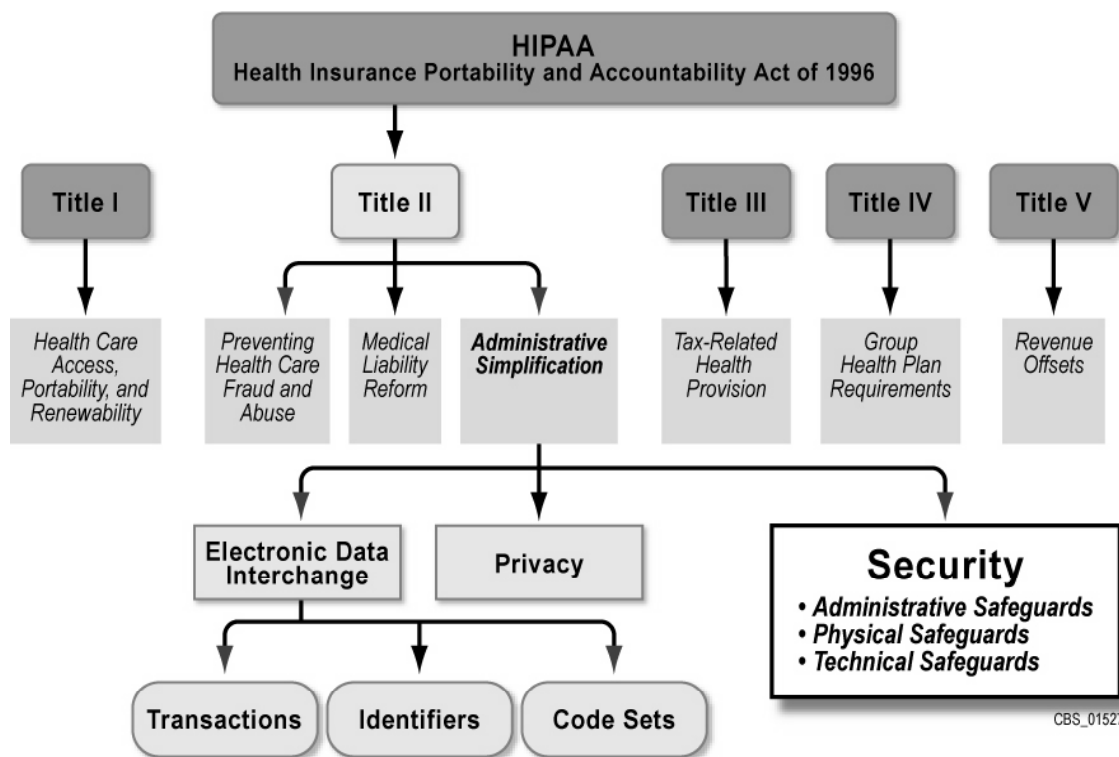 HIPAA
Health Insurance Portability and Accountability Act of 1996
Title I
Title II
Title III
Title IV
Title V
Health Care
Access,
Portability, and
Renewability
Preventing
Health Care
Fraud and
Abuse
Medical
Liability
Reform
Administrative
Simplification
Tax-Related
Health
Provision
Group
Health Plan
Requirements
Revenue
Offsets
Electronic Data
Interchange
Privacy
Security
• Administrative Safeguards
• Physical Safeguards
• Technical Safeguards
Transactions
Identifiers
Code Sets